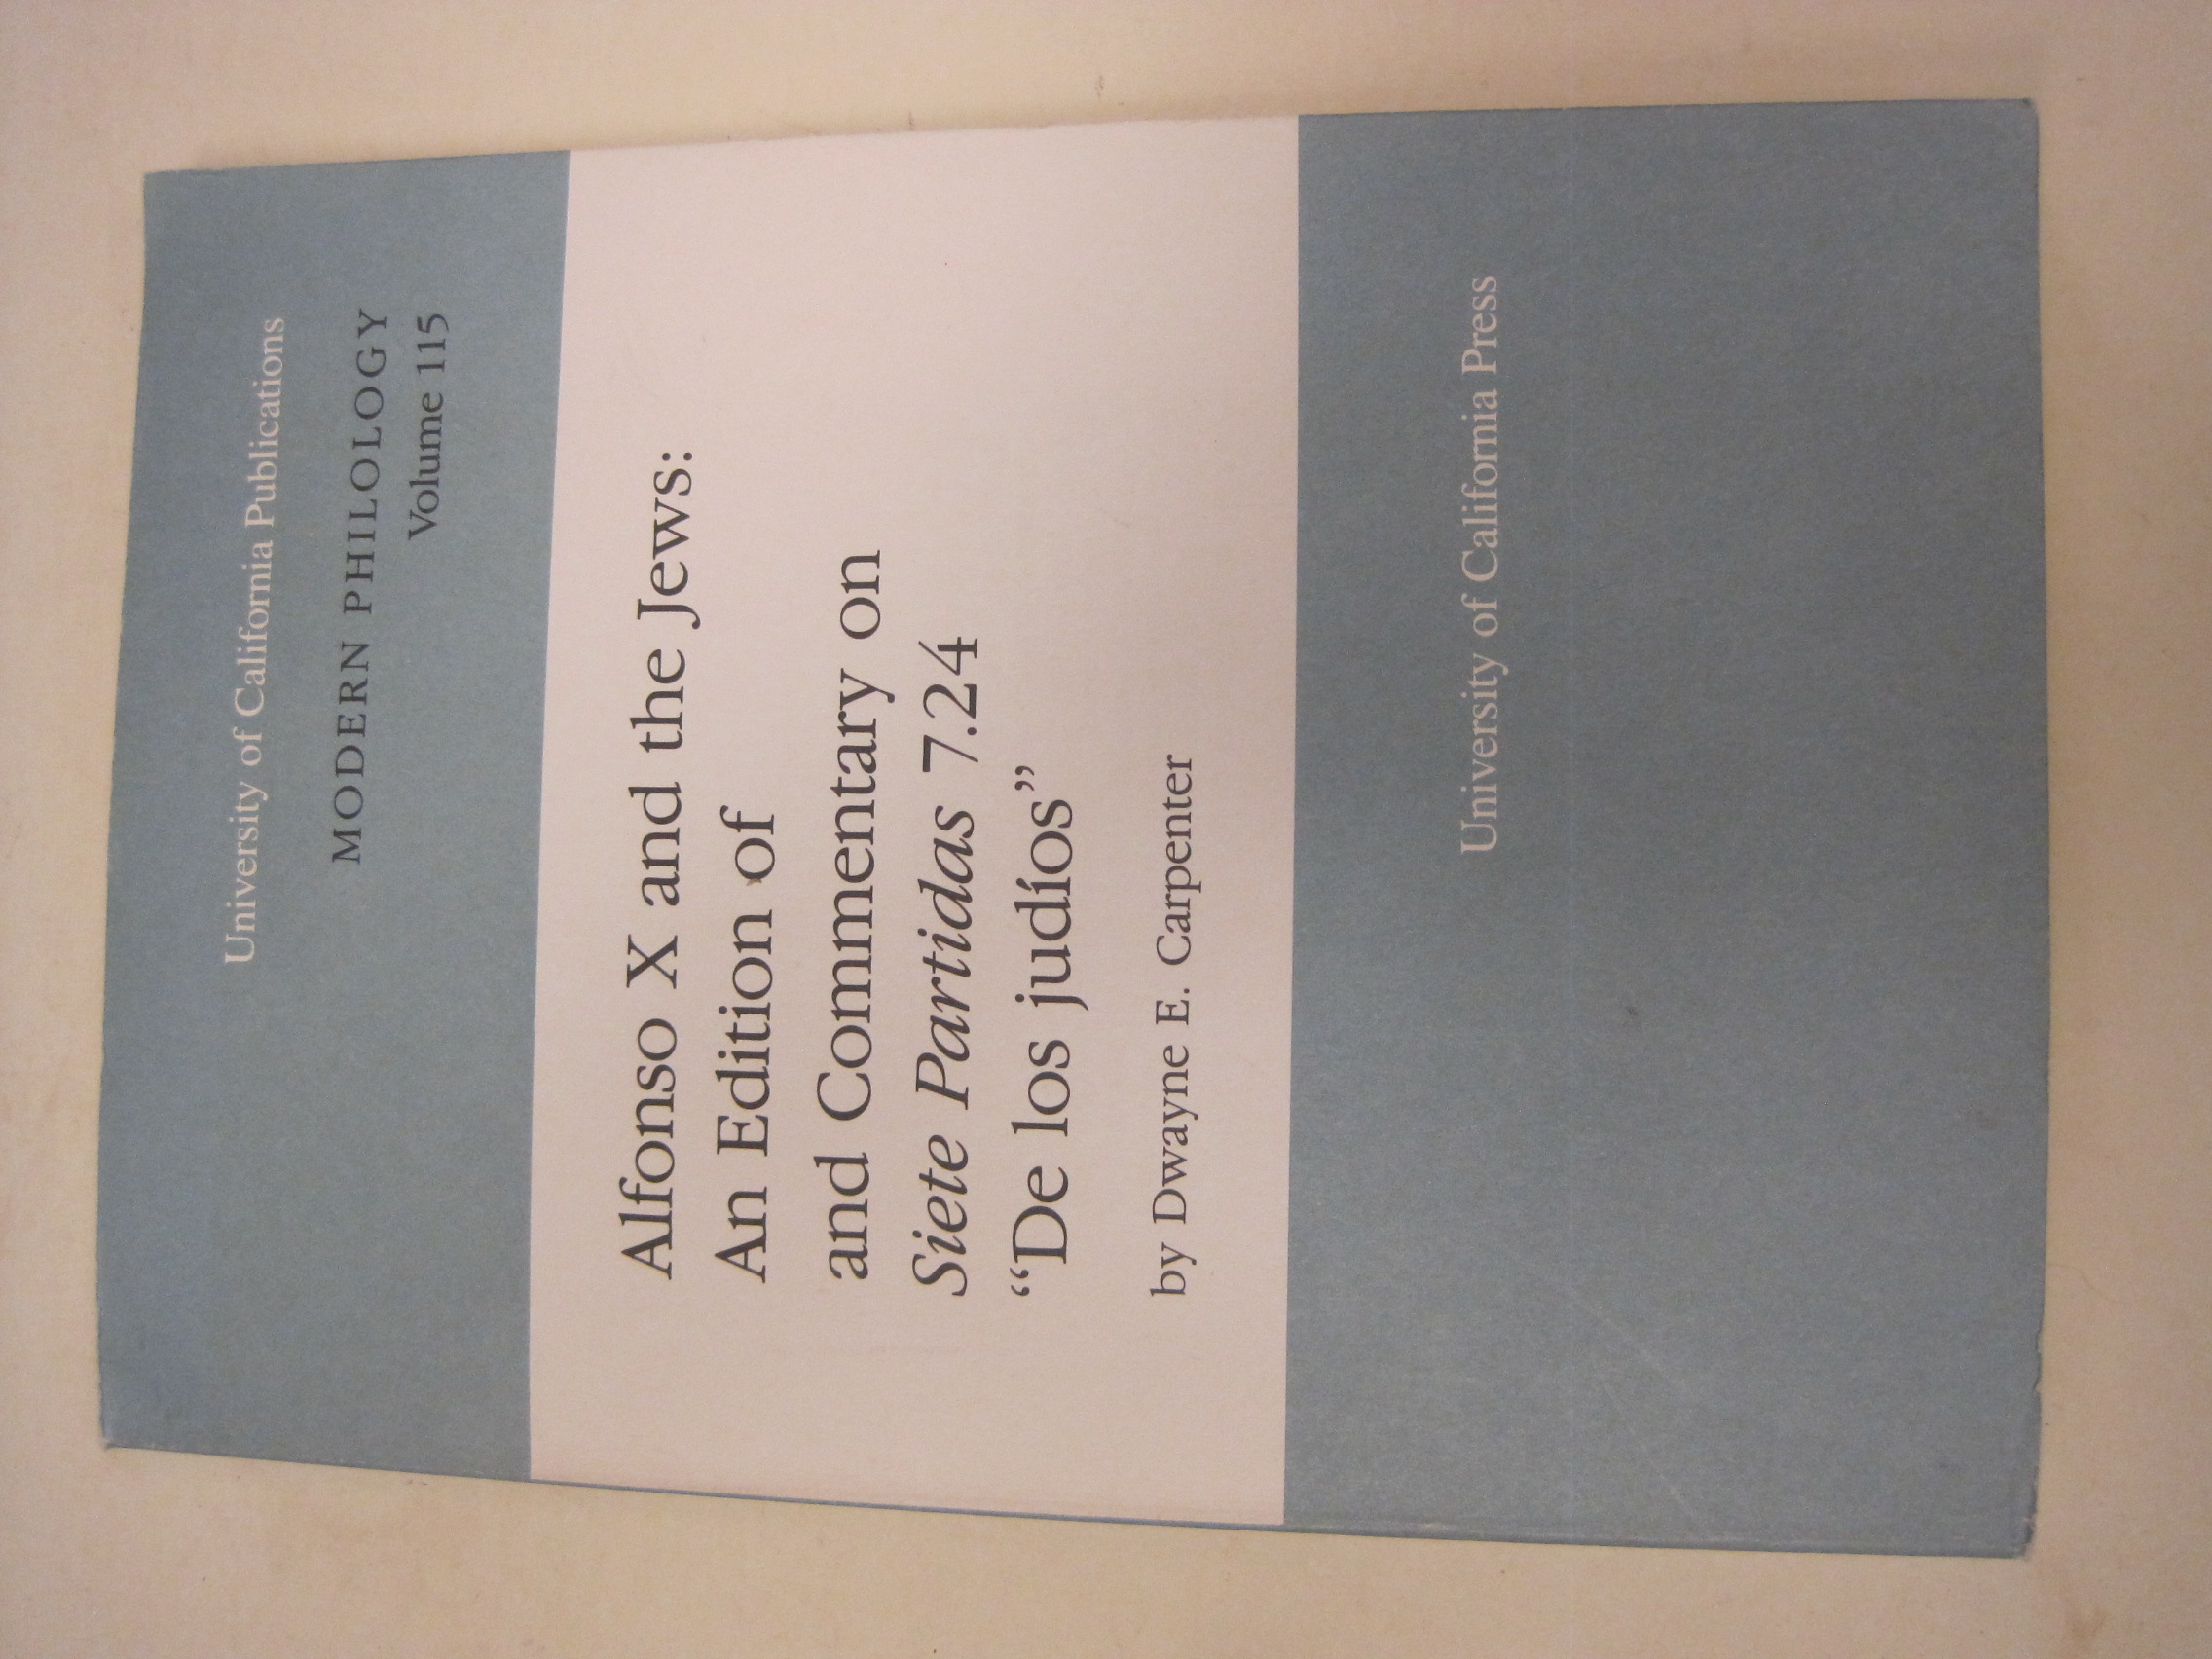 University of California Publications
MODERN PHILOLOGY
Volume 115
Alfonso X and the Jews:
An Edition of
and Commentary on
Siete Partidas 7.24
“De los judíos”
by Dwayne E. Carpenter
University of California Press